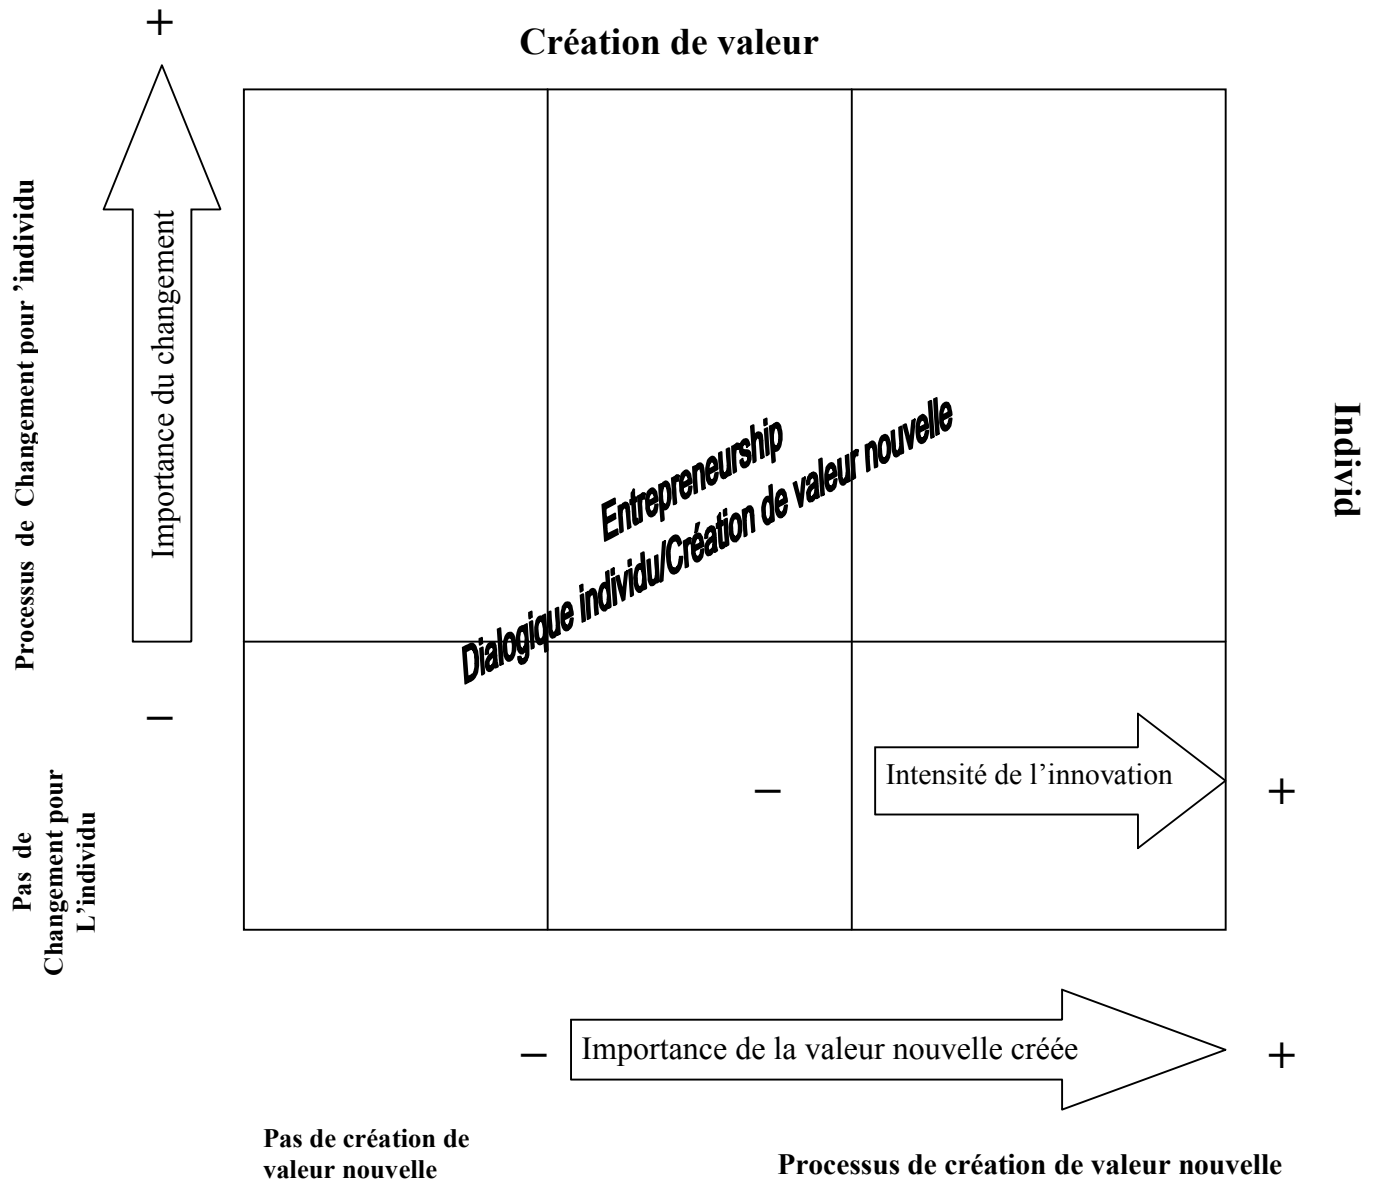 +
Création de valeur
Processus de Changement pour ’individu
Importance du changement
Individ
Entrepreneurship
Dialogique individu/Création de valeur nouvelle
−
Pas de
Changement pour
L’individu
−
Intensité de l’innovation
+
−
Importance de la valeur nouvelle créée
+
Pas de création de
valeur nouvelle
Processus de création de valeur nouvelle